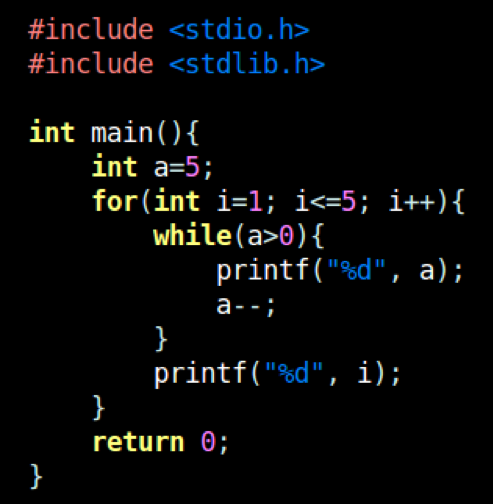 #include <stdio.h>
#include <stdlib.h>

int main(){
    int a=5;
    for(int i=1; i<=5; i++){
        while(a>0){
            printf("%d", a);
            a--;
        }
        printf("%d", i);
    }
    return 0;
}